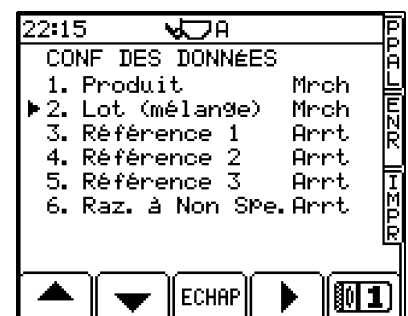 22:15 A
CONF DES DONNéES
1. Produit Mrch
2. Lot (mélange) Mrch
3. Référence 1 Arrt
4. Référence 2 Arrt
5. Référence 3 Arrt
6. Raz. à Non Spe. Arrt
PPAL
ENR
IMPR
ECHAP
1